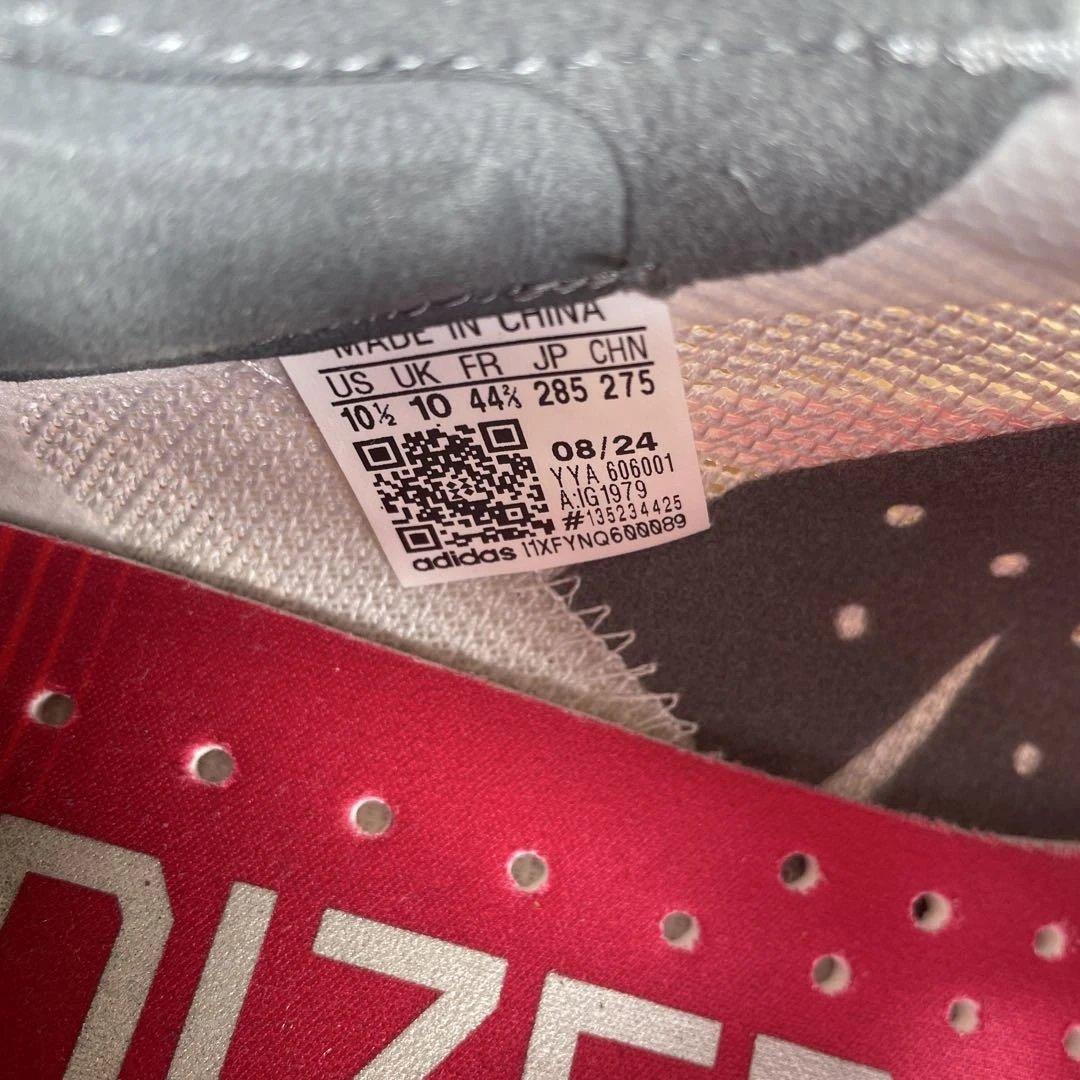 MADE IN CHINA
US UK FR JP CHN
10½ 10 44⅔ 285 275
08/24
YYA 606001
A:IG1979
#135234425
adidas I1XFYNQ600089